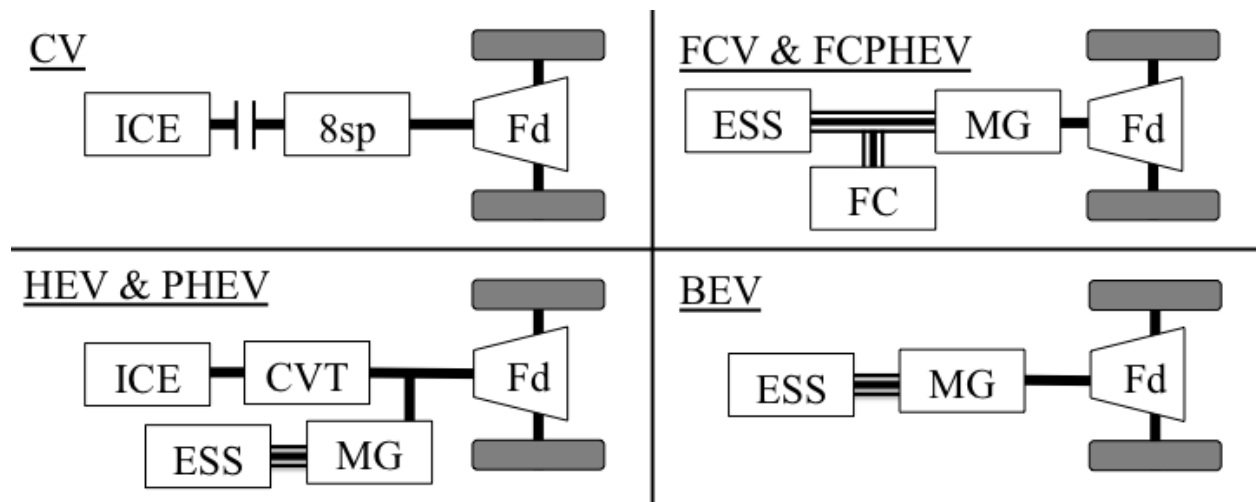 CV
ICE 8sp Fd
FCV & FCPHEV
ESS MG Fd
FC
HEV & PHEV
ICE CVT Fd
ESS MG
BEV
ESS MG Fd